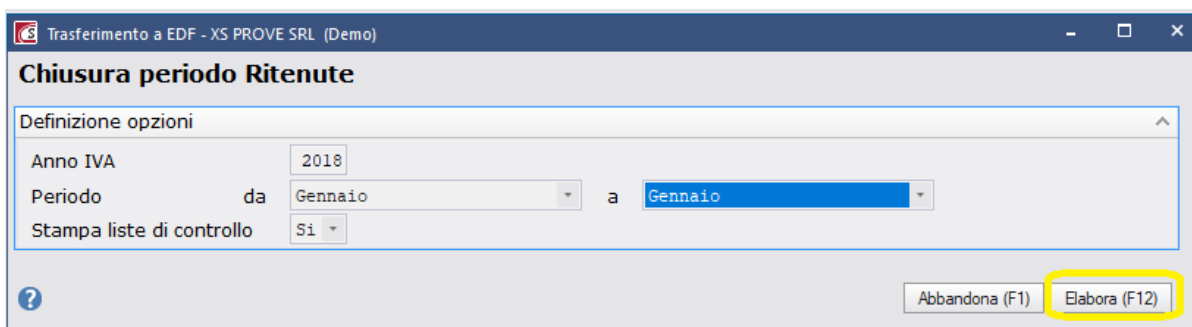 Trasferimento a EDF - XS PROVE SRL (Demo)
Chiusura periodo Ritenute
Definizione opzioni
Anno IVA 2018
Periodo da Gennaio a Gennaio
Stampa liste di controllo Si
Abbandona (F1) Elabora (F12)